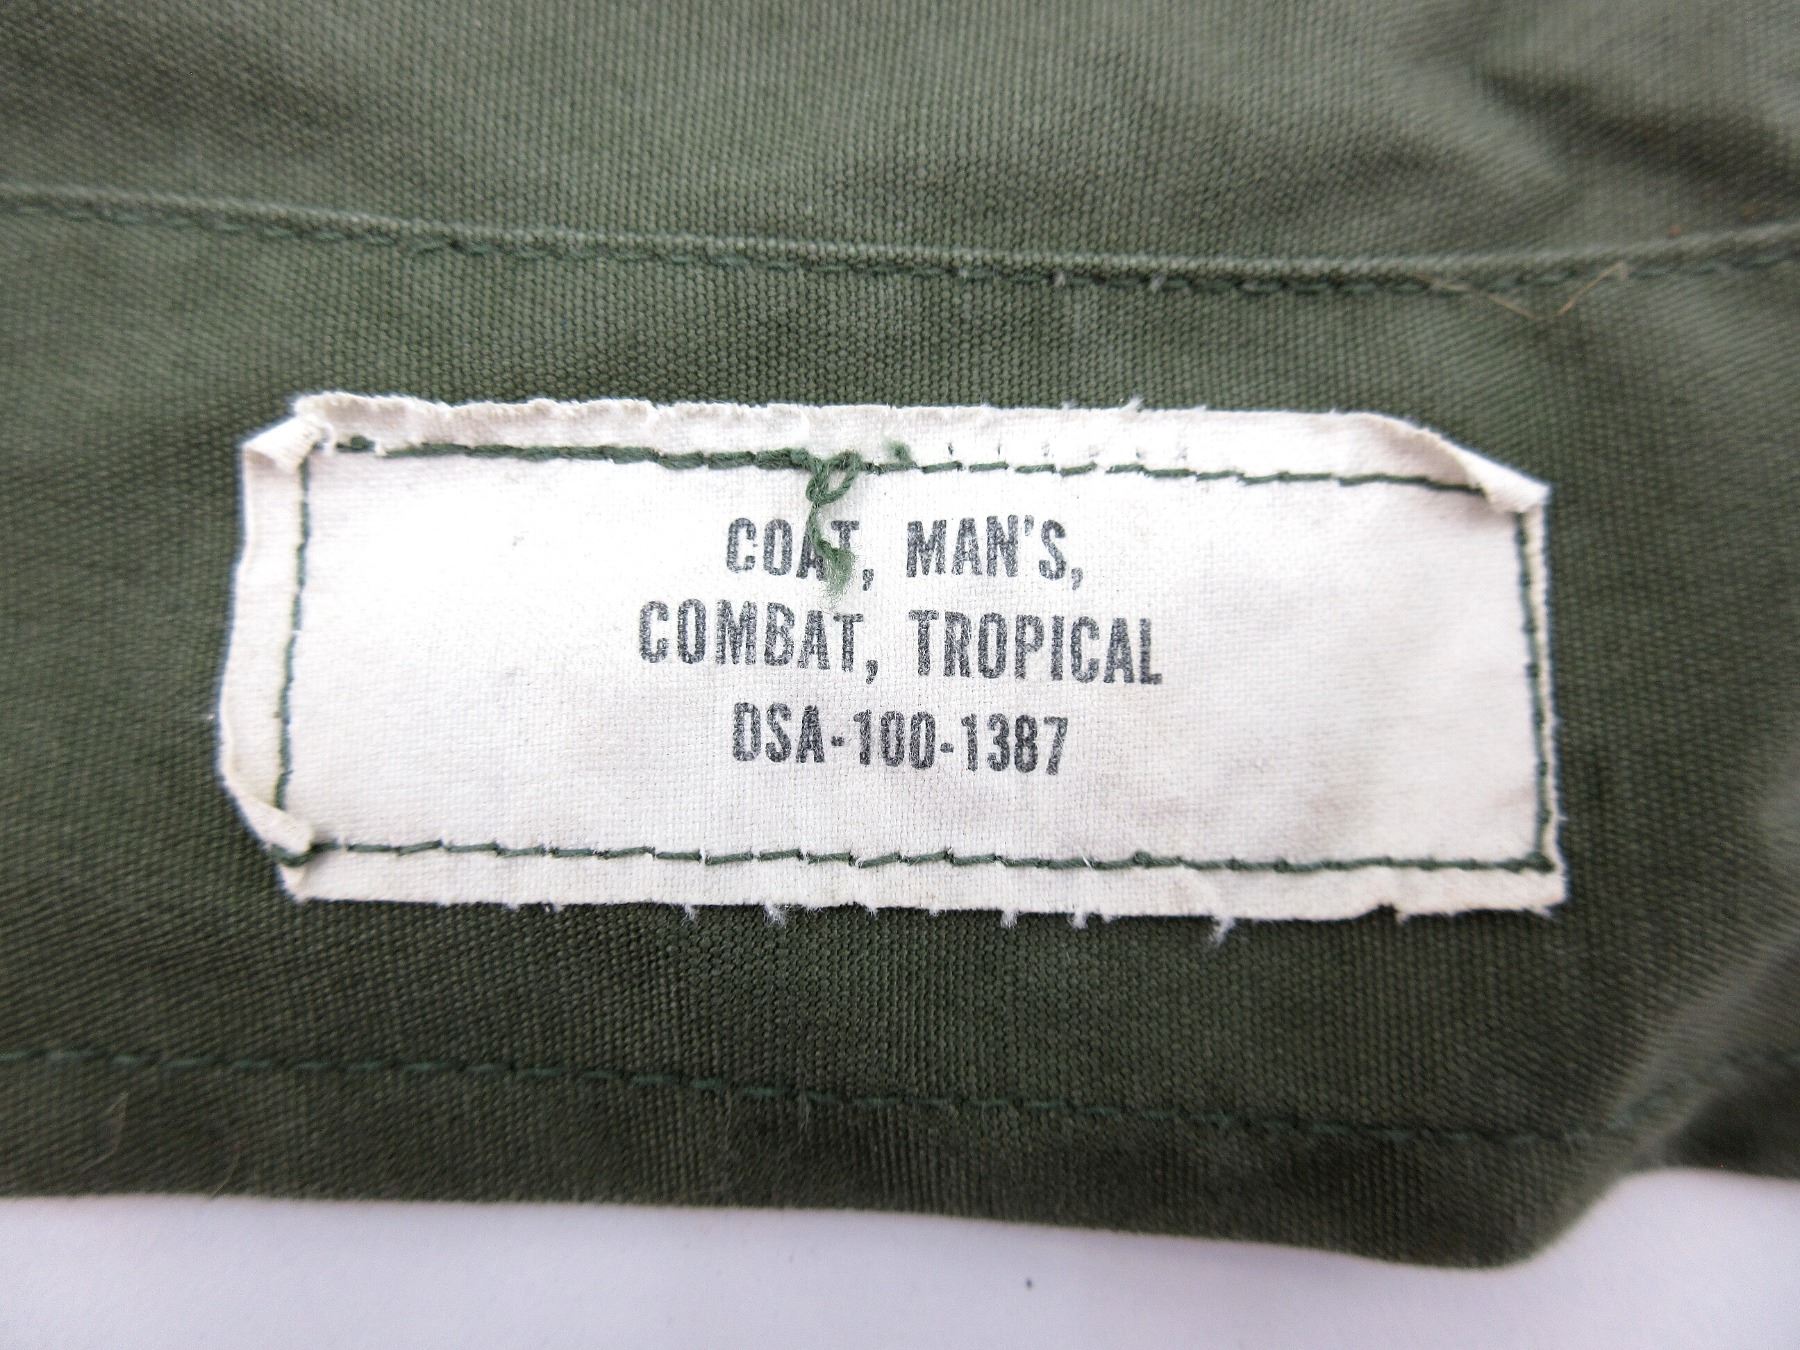 COAT, MAN'S,
COMBAT, TROPICAL
DSA-100-1387